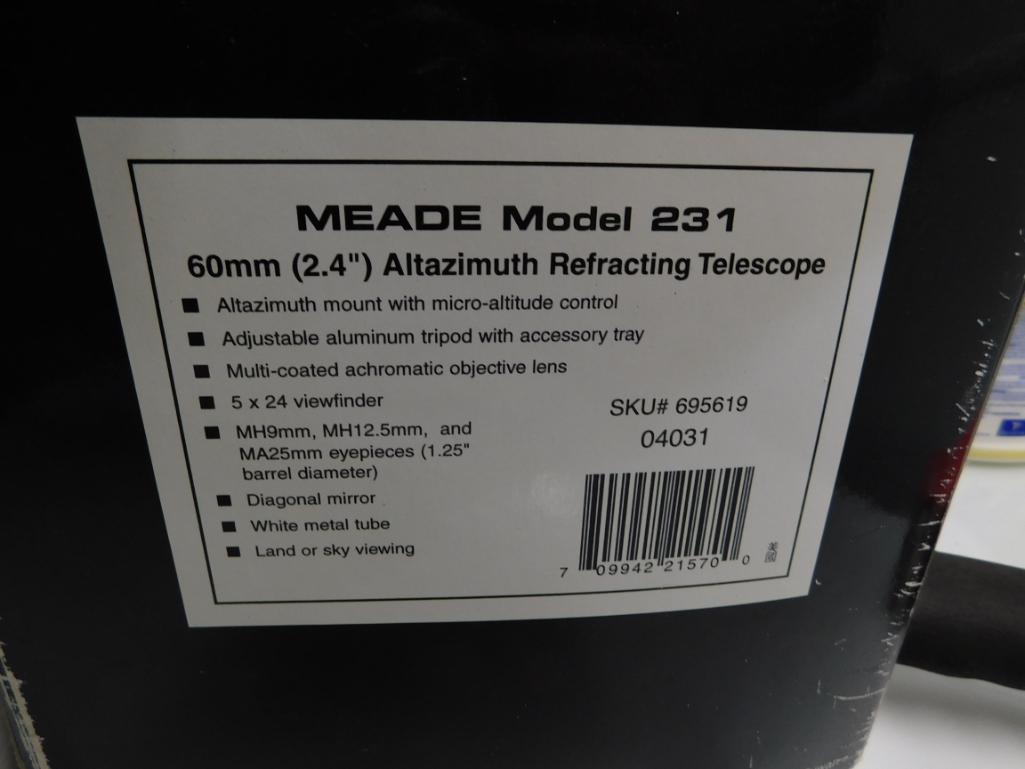 MEADE Model 231
60mm (2.4") Altazimuth Refracting Telescope
■ Altazimuth mount with micro-altitude control
■ Adjustable aluminum tripod with accessory tray
■ Multi-coated achromatic objective lens
■ 5 x 24 viewfinder
■ MH9mm, MH12.5mm, and
MA25mm eyepieces (1.25"
barrel diameter)
■ Diagonal mirror
■ White metal tube
■ Land or sky viewing
SKU# 695619
04031
7 09942 21570 0